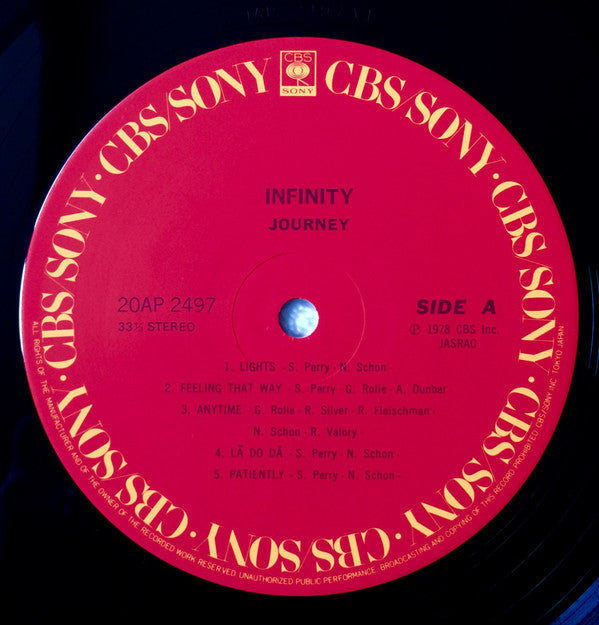 CBS
SONY
CBS/SONY · CBS/SONY · CBS/SONY · CBS/SONY · CBS/SONY · CBS/SONY · CBS/SONY · CBS/SONY
INFINITY
JOURNEY
20AP 2497
33⅓ STEREO
SIDE A
Ⓟ 1978 CBS Inc.
JASRAC
1. LIGHTS - S. Perry - N. Schon -
2. FEELING THAT WAY - S. Perry - G. Rolie - A. Dunbar -
3. ANYTIME - G. Rolie - R. Silver - R. Fleischman -
N. Schon - R. Valory -
4. LĀ DO DĀ - S. Perry - N. Schon -
5. PATIENTLY - S. Perry - N. Schon -
ALL RIGHTS OF THE MANUFACTURER AND OF THE OWNER OF THE RECORDED WORK RESERVED. UNAUTHORIZED PUBLIC PERFORMANCE, BROADCASTING AND COPYING OF THIS RECORD PROHIBITED. CBS/SONY INC. TOKYO JAPAN